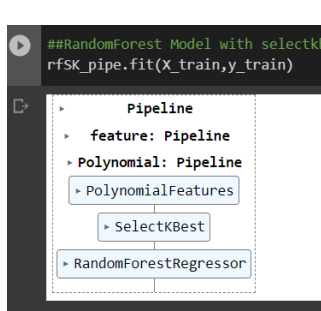 ##RandomForest Model with selectk
rfSK_pipe.fit(X_train,y_train)
Pipeline
feature: Pipeline
Polynomial: Pipeline
PolynomialFeatures
SelectKBest
RandomForestRegressor